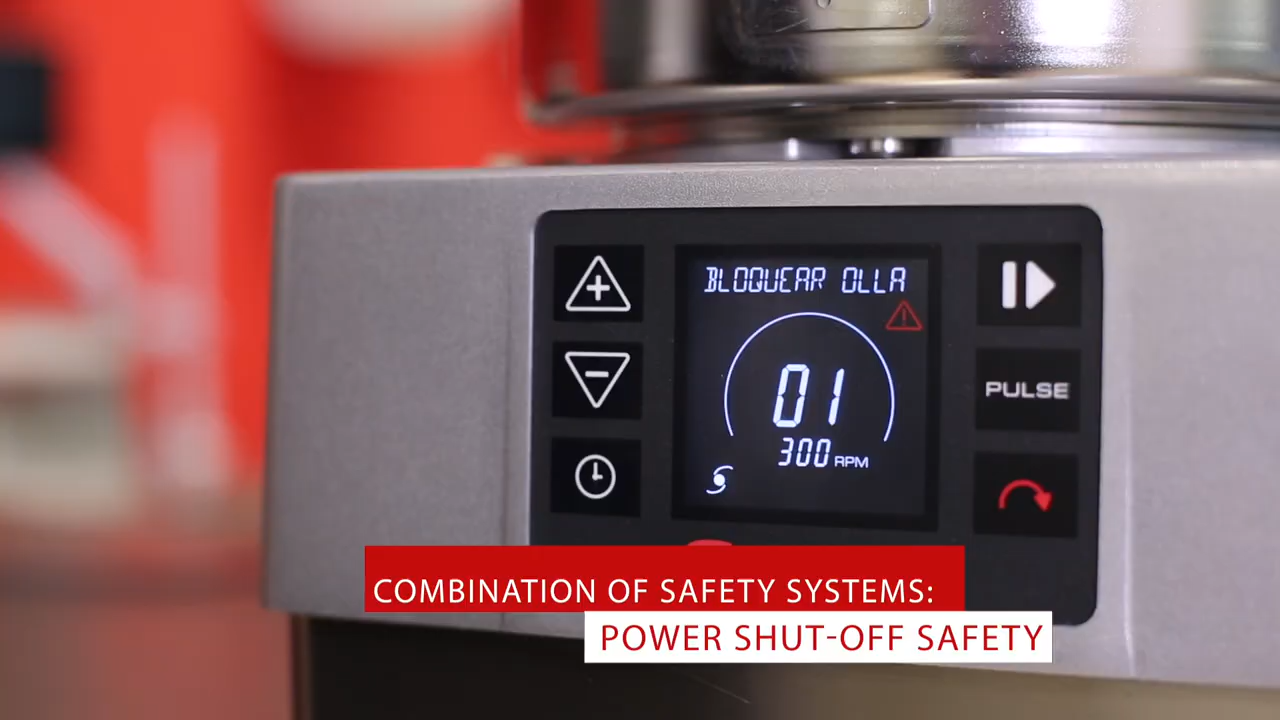 BLOQUEAR OLLA
01
300 RPM
PULSE
COMBINATION OF SAFETY SYSTEMS:
POWER SHUT-OFF SAFETY